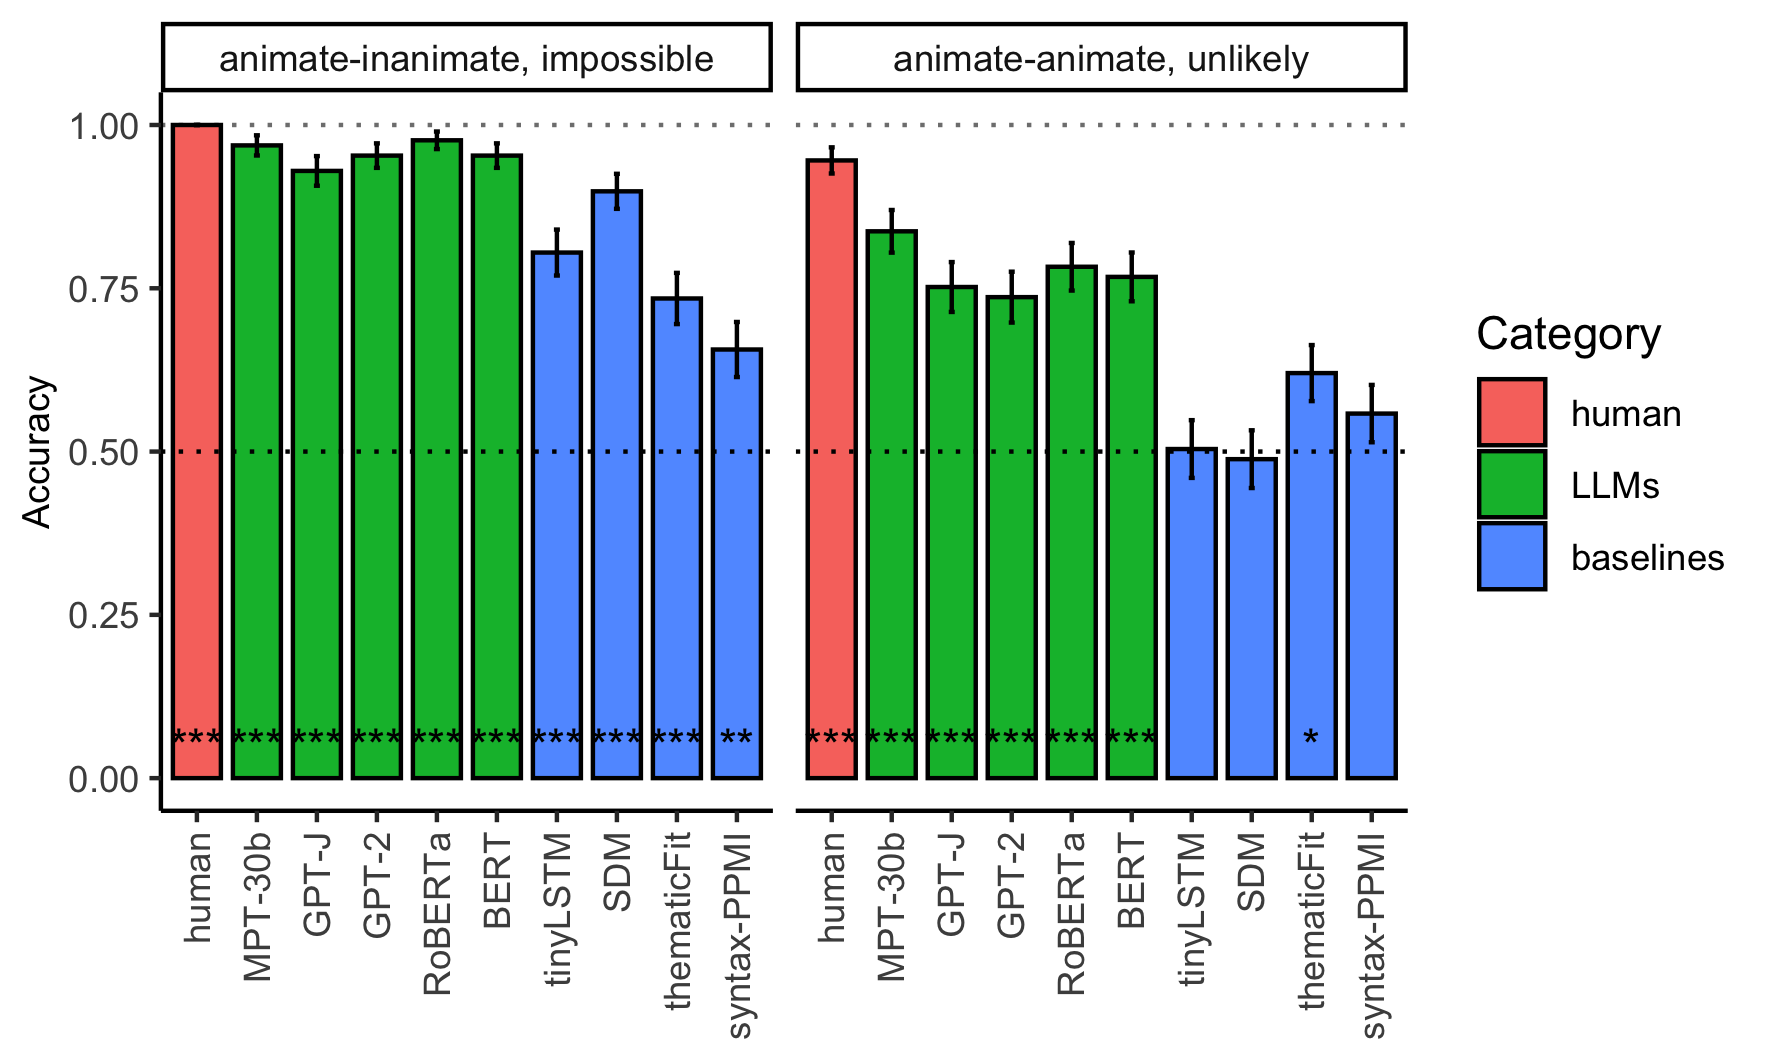 animate-inanimate, impossible
animate-animate, unlikely
Accuracy
1.00
0.75
0.50
0.25
0.00
*** *** *** *** *** *** *** *** *** **
*** *** *** *** *** *** *
human
MPT-30b
GPT-J
GPT-2
RoBERTa
BERT
tinyLSTM
SDM
thematicFit
syntax-PPMI
human
MPT-30b
GPT-J
GPT-2
RoBERTa
BERT
tinyLSTM
SDM
thematicFit
syntax-PPMI
Category
human
LLMs
baselines